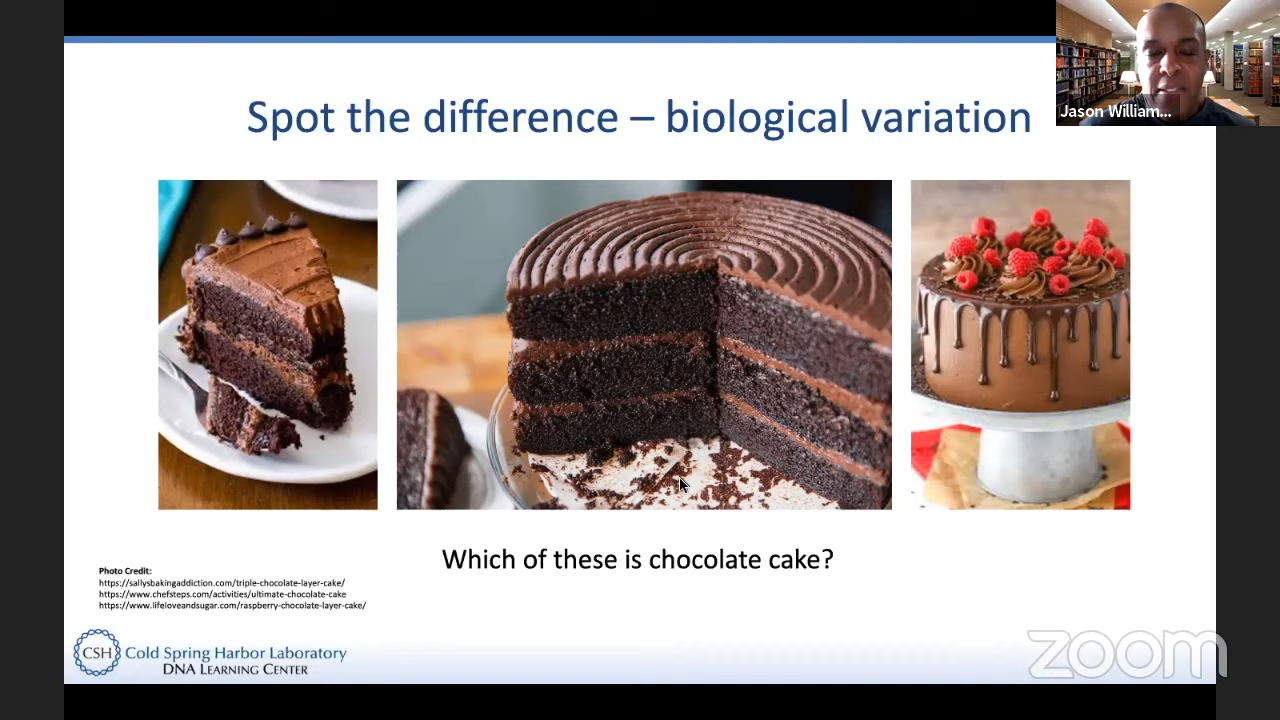 Spot the difference – biological variation
Jason William...
Which of these is chocolate cake?
Photo Credit:
https://sallysbakingaddiction.com/triple-chocolate-layer-cake/
https://www.chefsteps.com/activities/ultimate-chocolate-cake
https://www.lifeloveandsugar.com/raspberry-chocolate-layer-cake/
CSH Cold Spring Harbor Laboratory
DNA LEARNING CENTER
zoom